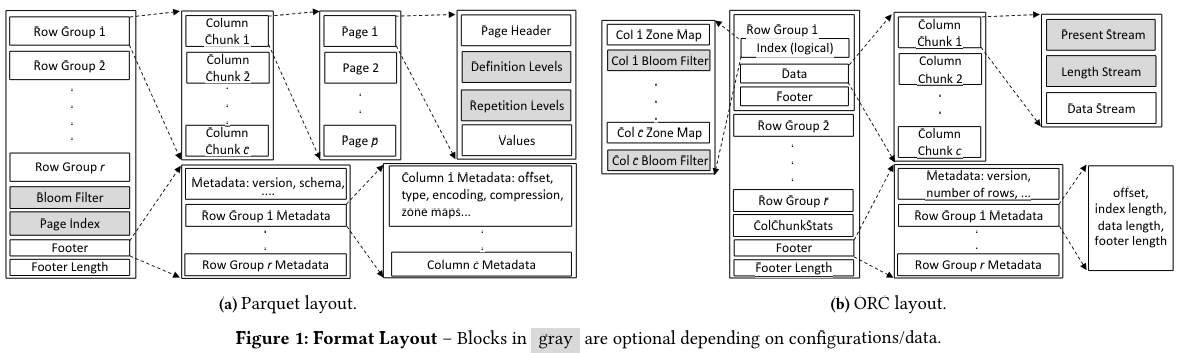 Row Group 1
Row Group 2
Row Group r
Bloom Filter
Page Index
Footer
Footer Length
Column
Chunk 1
Column
Chunk 2
Column
Chunk c
Page 1
Page 2
Page p
Page Header
Definition Levels
Repetition Levels
Values
Metadata: version, schema,
....
Row Group 1 Metadata
Row Group r Metadata
Column 1 Metadata: offset,
type, encoding, compression,
zone maps...
Column c Metadata
(a) Parquet layout.
Col 1 Zone Map
Col 1 Bloom Filter
Col c Zone Map
Col c Bloom Filter
Row Group 1
Index (logical)
Data
Footer
Row Group 2
Row Group r
ColChunkStats
Footer
Footer Length
Column
Chunk 1
Column
Chunk 2
Column
Chunk c
Present Stream
Length Stream
Data Stream
Metadata: version,
number of rows, ...
Row Group 1 Metadata
Row Group r Metadata
offset,
index length,
data length,
footer length
(b) ORC layout.
Figure 1: Format Layout – Blocks in gray are optional depending on configurations/data.